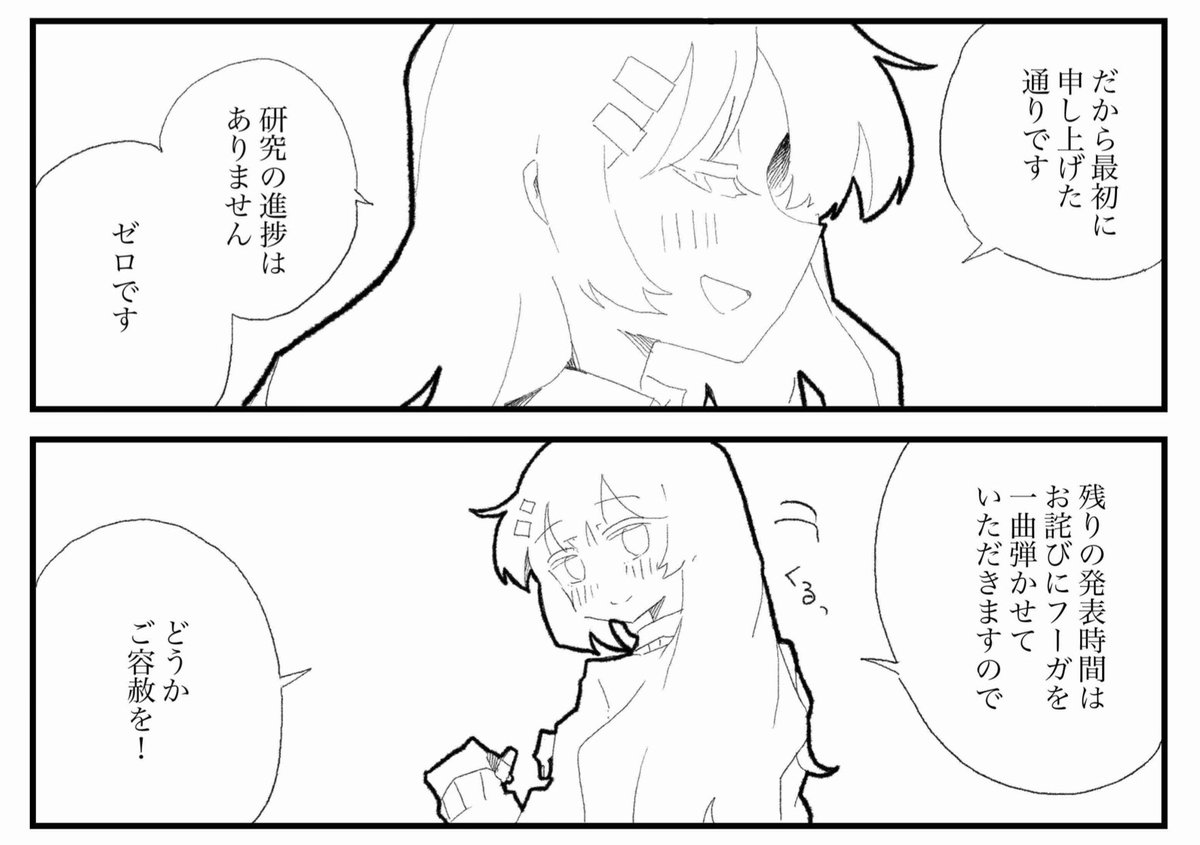 だから最初に
申し上げた
通りです
研究の進捗は
ありません
ゼロです
残りの発表時間は
お詫びにフーガを
一曲弾かせて
いただきますので
くるっ
どうか
ご容赦を！